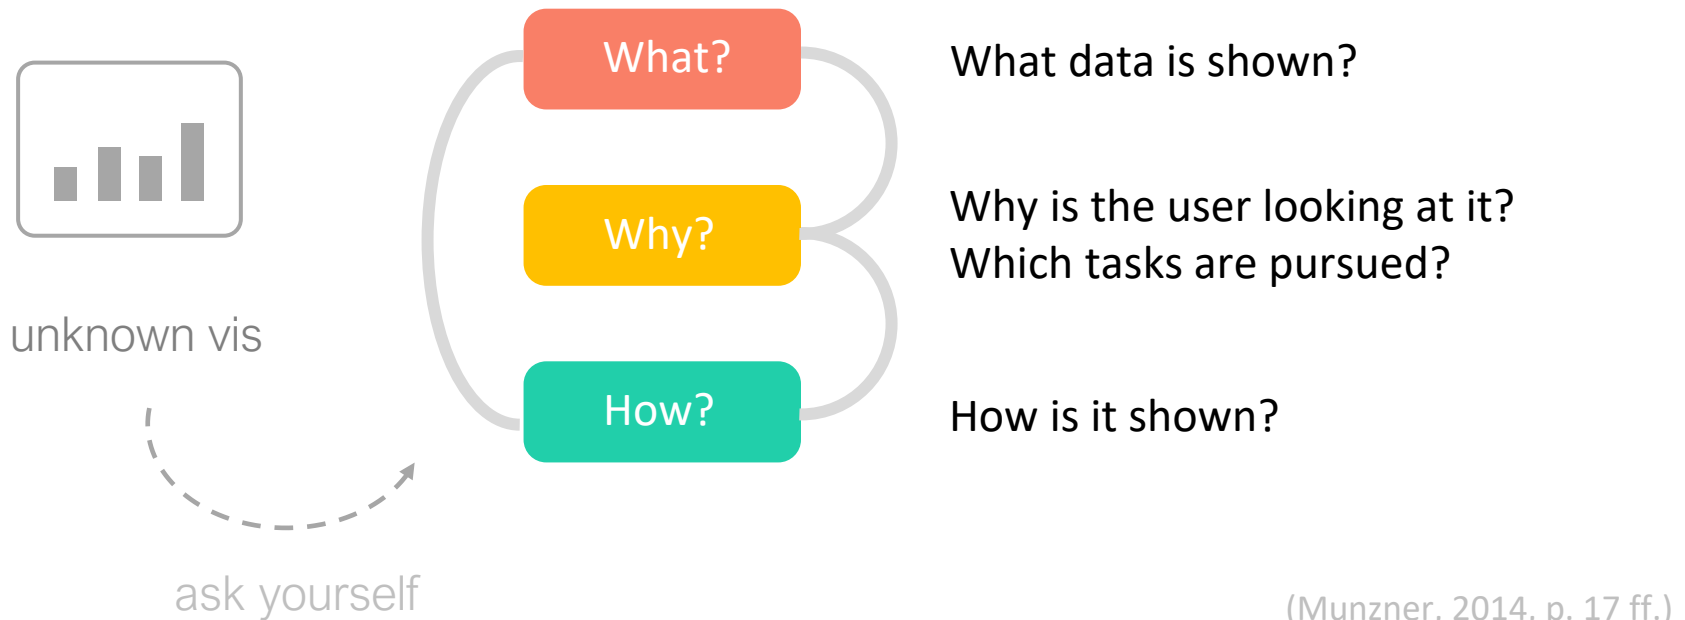 What?
What data is shown?
Why?
Why is the user looking at it?
Which tasks are pursued?
unknown vis
How?
How is it shown?
ask yourself
(Munzner, 2014, p. 17 ff.)